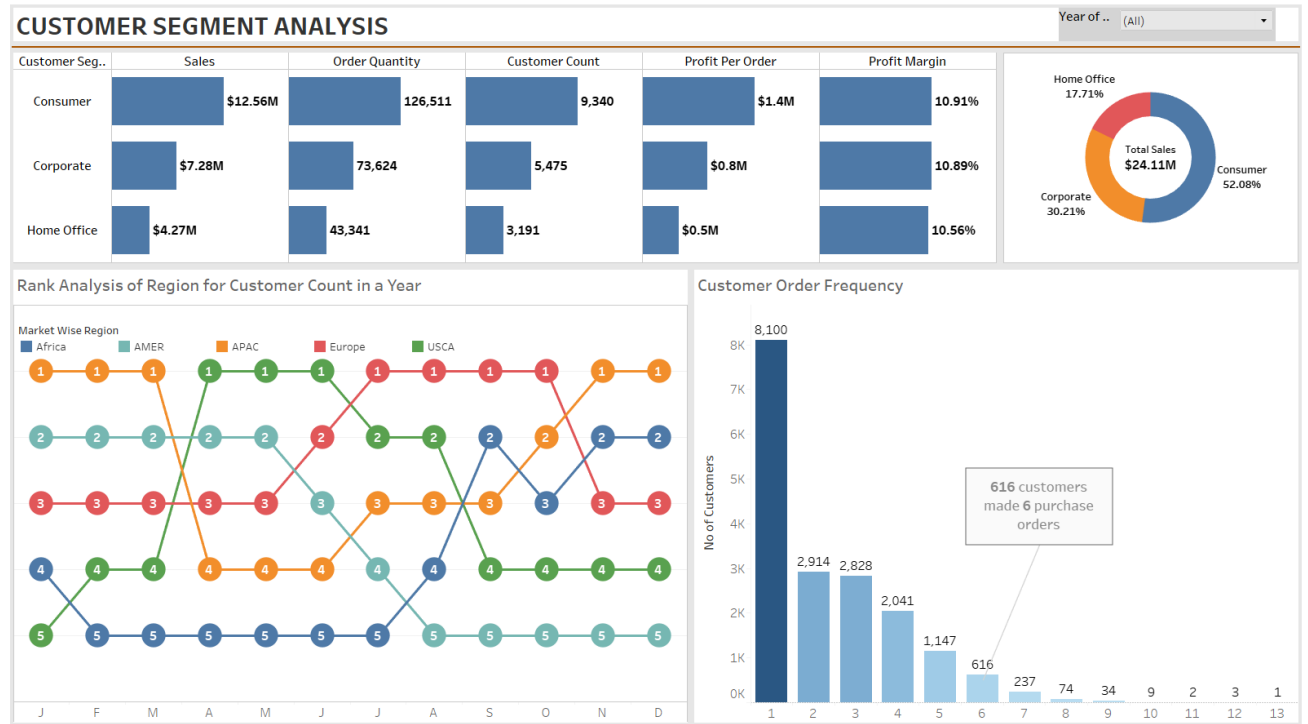 CUSTOMER SEGMENT ANALYSIS
Year of ..
(All)
Customer Seg.. Sales Order Quantity Customer Count Profit Per Order Profit Margin
Consumer $12.56M 126,511 9,340 $1.4M 10.91%
Corporate $7.28M 73,624 5,475 $0.8M 10.89%
Home Office $4.27M 43,341 3,191 $0.5M 10.56%
Home Office
17.71%
Total Sales
$24.11M
Consumer
52.08%
Corporate
30.21%
Rank Analysis of Region for Customer Count in a Year
Market Wise Region
Africa AMER APAC Europe USCA
1 1 1 1 1 1 1 1 1 1 1 1
2 2 2 2 2 2 2 2 2 2 2 2
3 3 3 3 3 3 3 3 3 3 3 3
4 4 4 4 4 4 4 4 4 4 4 4
5 5 5 5 5 5 5 5 5 5 5 5
J F M A M J J A S O N D
Customer Order Frequency
No of Customers
8K
7K
6K
5K
4K
3K
2K
1K
0K
8,100
2,914
2,828
2,041
1,147
616
237
74
34
9
2
3
1
616 customers
made 6 purchase
orders
1 2 3 4 5 6 7 8 9 10 11 12 13